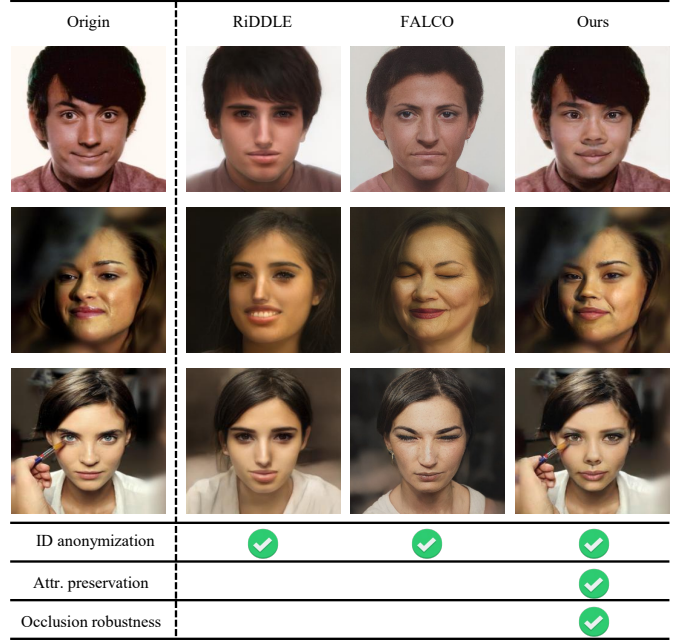 Origin RiDDLE FALCO Ours
ID anonymization
Attr. preservation
Occlusion robustness